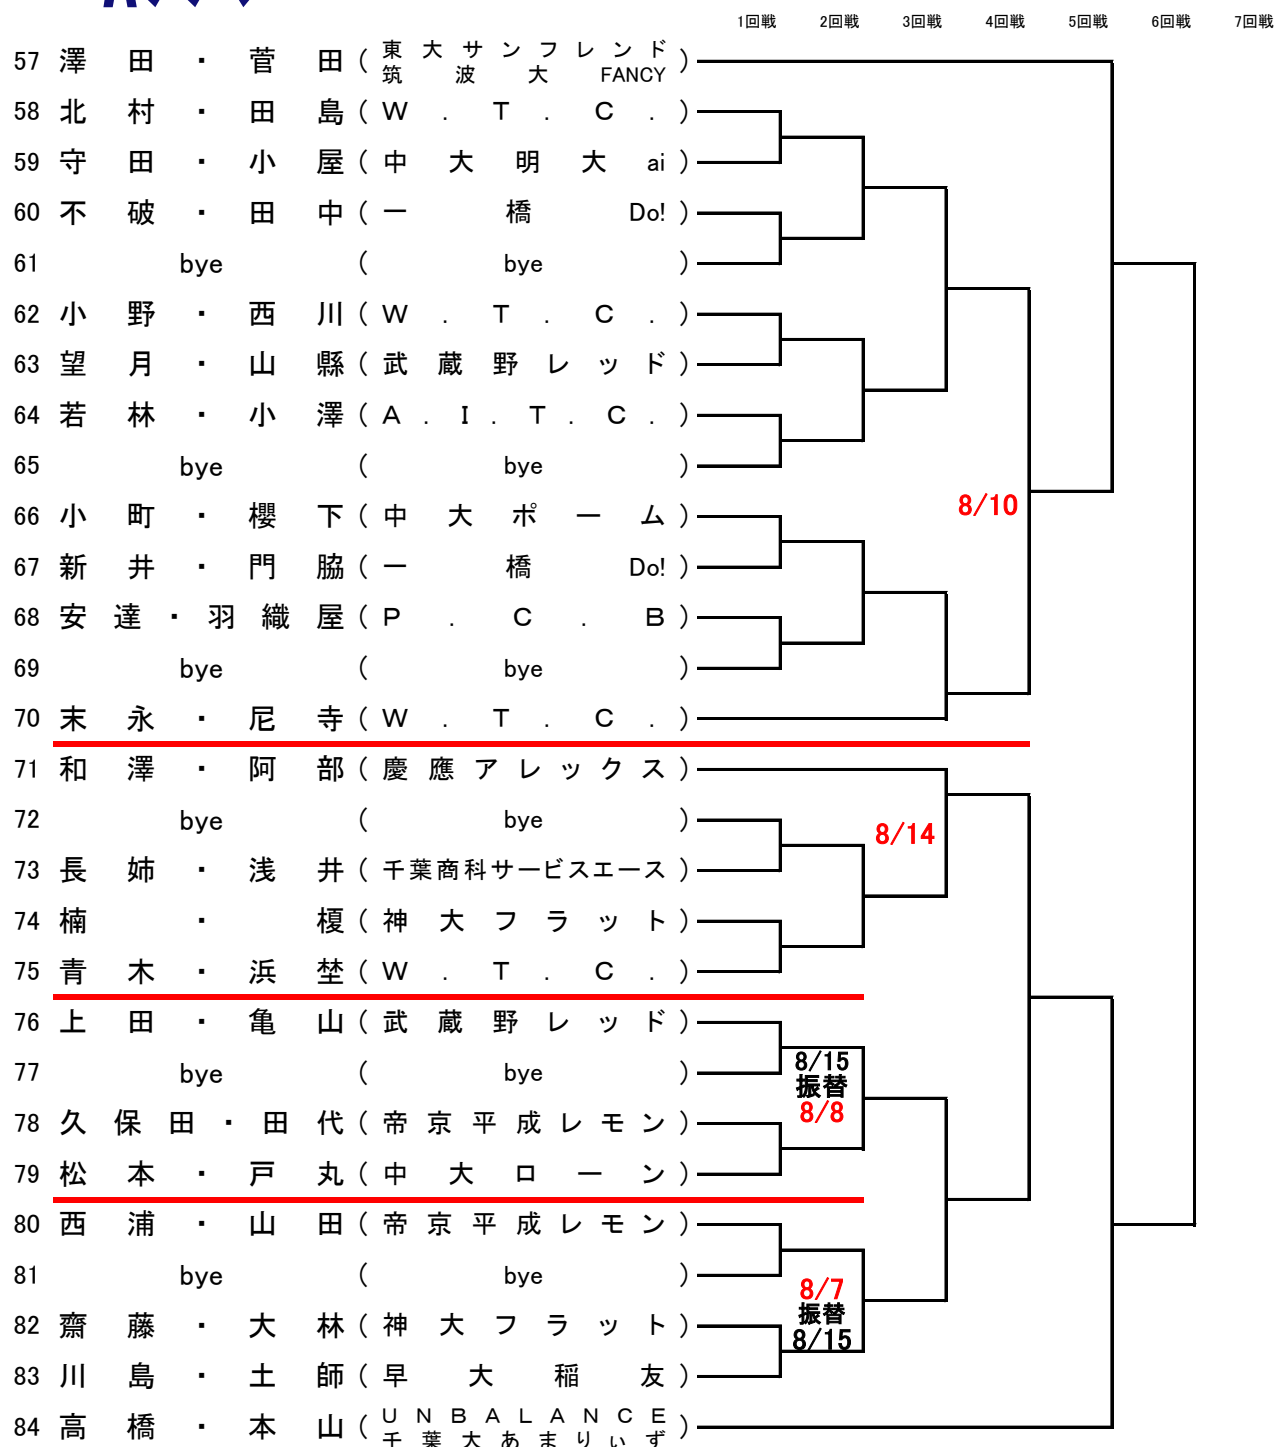 1回戦 2回戦 3回戦 4回戦 5回戦 6回戦 7回戦
57 澤田・菅田(東大サンフレンド
筑波大FANCY)
58 北村・田島(W.T.C.)
59 守田・小屋(中大明大ai)
60 不破・田中(一橋Do!)
61 bye (bye)
62 小野・西川(W.T.C.)
63 望月・山縣(武蔵野レッド)
64 若林・小澤(A.I.T.C.)
65 bye (bye)
66 小町・櫻下(中大ポーム)
8/10
67 新井・門脇(一橋Do!)
68 安達・羽織屋(P.C.B)
69 bye (bye)
70 末永・尼寺(W.T.C.)
71 和澤・阿部(慶應アレックス)
72 bye (bye)
8/14
73 長姉・浅井(千葉商科サービスエース)
74 楠・榎(神大フラット)
75 青木・浜埜(W.T.C.)
76 上田・亀山(武蔵野レッド)
77 bye (bye)
8/15
振替
8/8
78 久保田・田代(帝京平成レモン)
79 松本・戸丸(中大ローン)
80 西浦・山田(帝京平成レモン)
81 bye (bye)
8/7
振替
8/15
82 齋藤・大林(神大フラット)
83 川島・土師(早大稲友)
84 高橋・本山(UNBALANCE
千葉大あまりぃず)